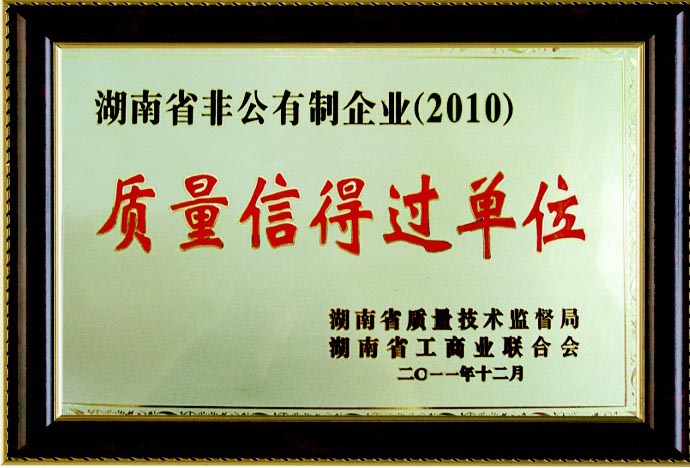 湖南省非公有制企业(2010)
质量信得过单位
湖南省质量技术监督局
湖南省工商业联合会
二〇一一年十二月